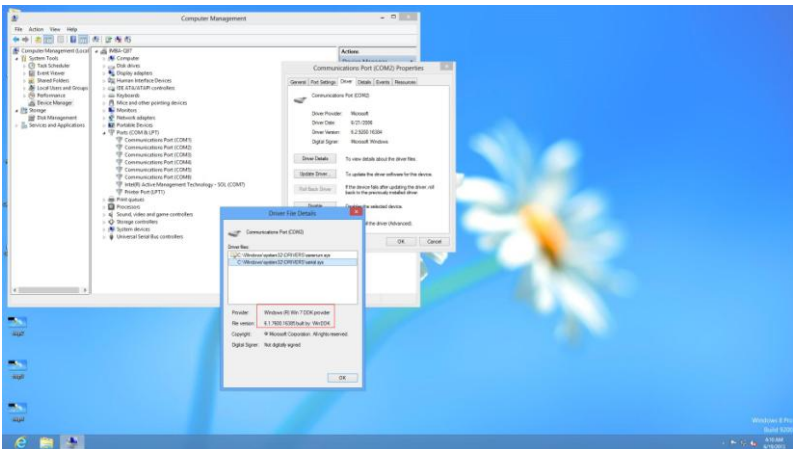 Computer Management
File Action View Help
Computer Management (Local
System Tools
Task Scheduler
Event Viewer
Shared Folders
Local Users and Groups
Performance
Device Manager
Storage
Disk Management
Services and Applications
Computer
Disk drives
Display adapters
Human Interface Devices
IDE ATA/ATAPI controllers
Keyboards
Mice and other pointing devices
Monitors
Network adapters
Portable Devices
Ports (COM & LPT)
Communications Port (COM1)
Communications Port (COM2)
Communications Port (COM3)
Communications Port (COM4)
Communications Port (COM5)
Communications Port (COM6)
Intel(R) Active Management Technology - SOL (COM7)
Printer Port (LPT1)
Print queues
Processors
Sound, video and game controllers
Storage controllers
System devices
Universal Serial Bus controllers
Actions
Communications Port (COM2) Properties
General Port Settings Driver Details Events Resources
Communications Port (COM2)
Driver Provider: Microsoft
Driver Date: 6/21/2006
Driver Version: 6.2.9200.16384
Digital Signer: Microsoft Windows
Driver Details To view details about the driver files.
Update Driver... To update the driver software for this device.
Roll Back Driver If the device fails after updating the driver, roll
back to the previously installed driver.
Disable the selected device.
the driver (Advanced).
OK Cancel
Driver File Details
Communications Port (COM2)
Driver files:
C:\Windows\system32\DRIVERS\serenum.sys
C:\Windows\system32\DRIVERS\serial.sys
Provider: Windows (R) Win 7 DDK provider
File version: 6.1.7600.16385 built by: WinDDK
Copyright: © Microsoft Corporation. All rights reserved.
Digital Signer: Not digitally signed
OK
Windows 8 Pro
Build 9200